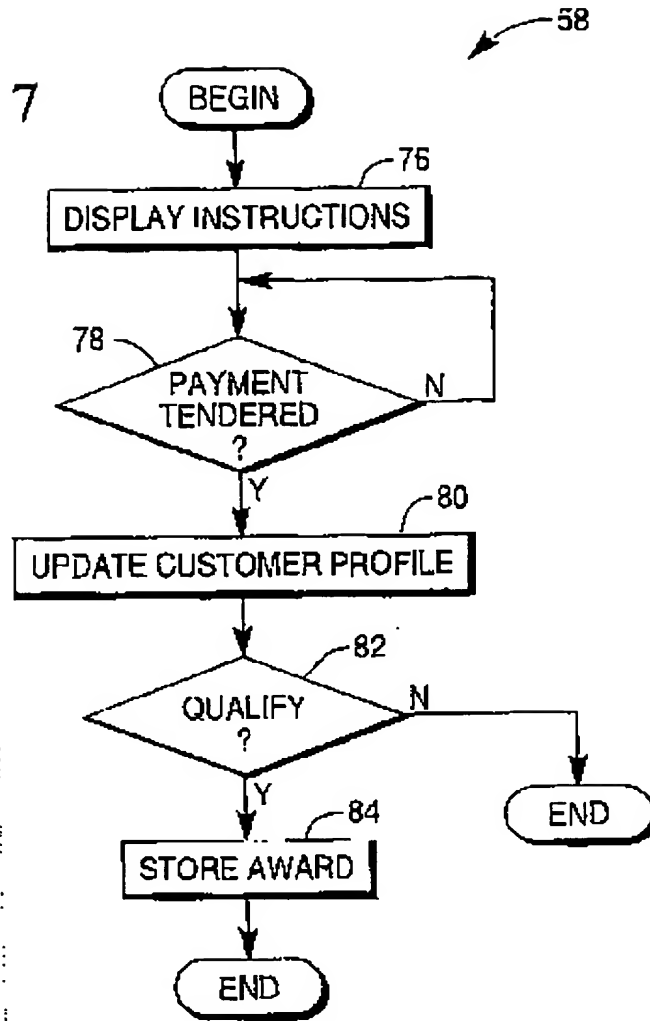 58
7
BEGIN
76
DISPLAY INSTRUCTIONS
78
PAYMENT
TENDERED
?
N
Y
80
UPDATE CUSTOMER PROFILE
82
QUALIFY
?
N
Y
END
84
STORE AWARD
END